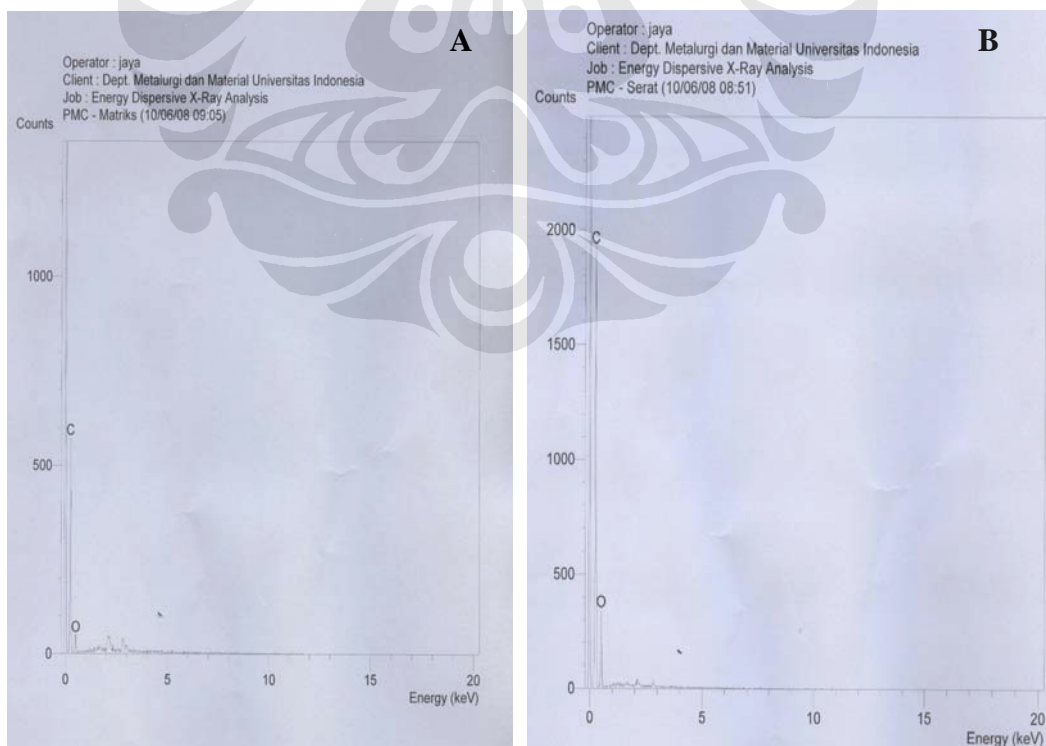 A
Operator : jaya
Client : Dept. Metalurgi dan Material Universitas Indonesia
Job : Energy Dispersive X-Ray Analysis
PMC - Matriks (10/06/08 09:05)
Counts
1000
C
500
O
0
0 5 10 15 20
Energy (keV)
B
Operator : jaya
Client : Dept. Metalurgi dan Material Universitas Indonesia
Job : Energy Dispersive X-Ray Analysis
PMC - Serat (10/06/08 08:51)
Counts
2000
C
1500
1000
500
O
0
0 5 10 15 20
Energy (keV)